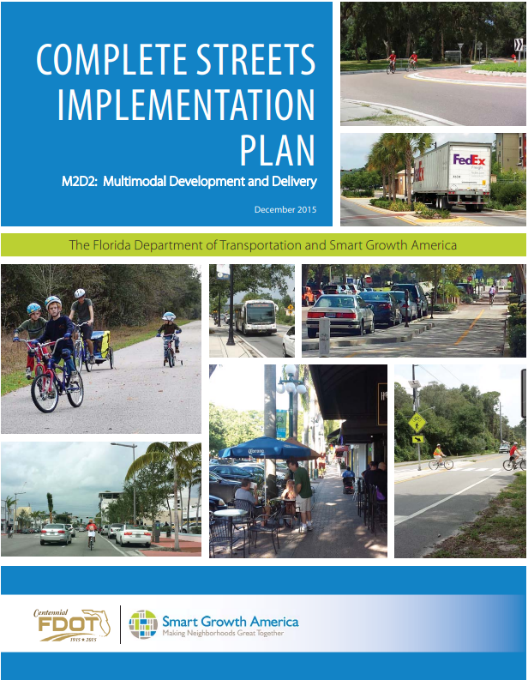 COMPLETE STREETS
IMPLEMENTATION
PLAN
M2D2: Multimodal Development and Delivery
December 2015
FedEx
The Florida Department of Transportation and Smart Growth America
Centennial
FDOT
1915 ★ 2015
Smart Growth America
Making Neighborhoods Great Together